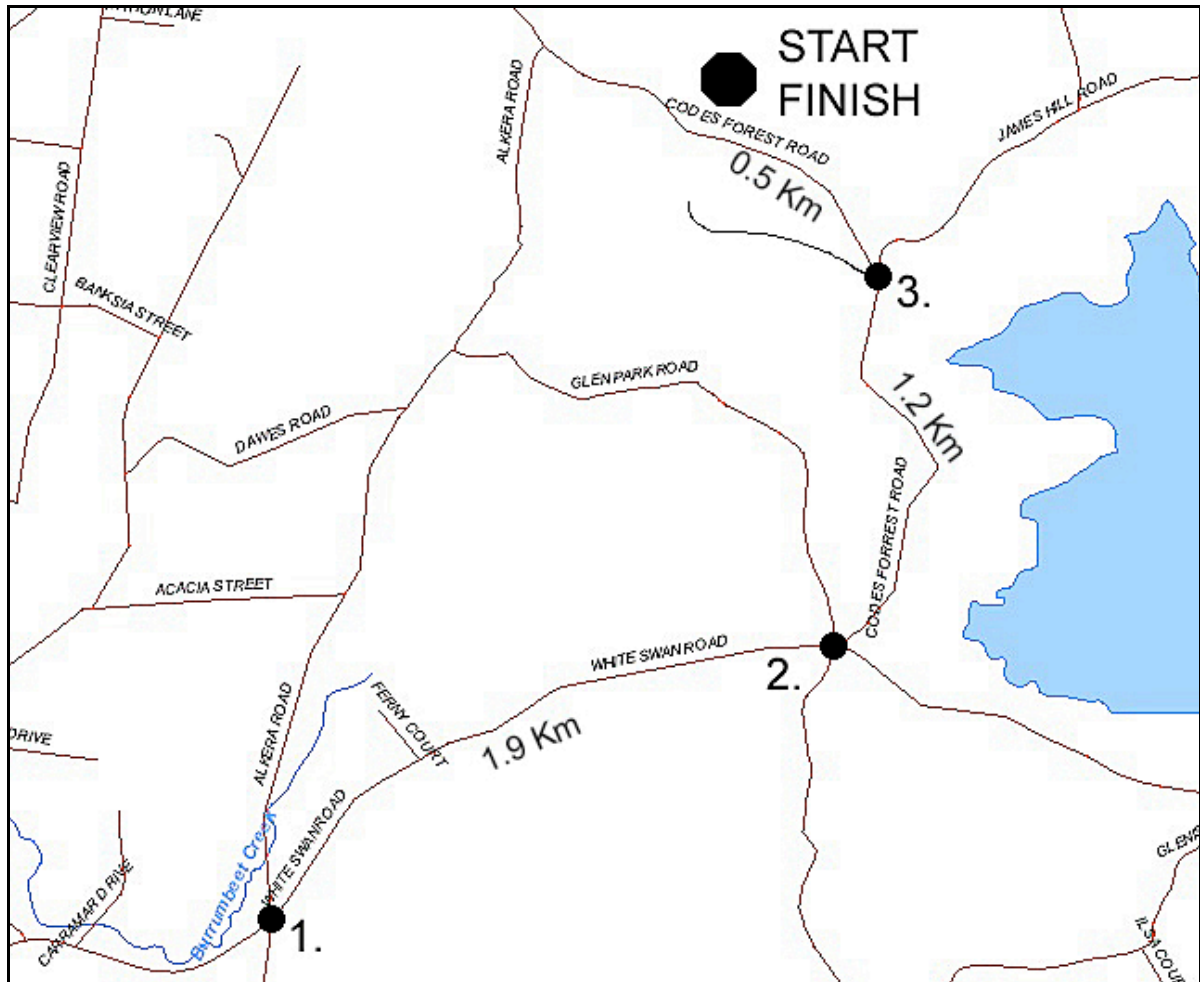 START
FINISH
ALKERA ROAD
CODES FOREST ROAD
JAMES HILL ROAD
0.5 Km
CLEARVIEW ROAD
3.
BANKSIA STREET
GLEN PARK ROAD
1.2 Km
DAWES ROAD
CODES FORREST ROAD
ACACIA STREET
WHITE SWAN ROAD
2.
FERNY COURT
ALKERA ROAD
DRIVE
1.9 Km
WHITE SWAN ROAD
Burrumbeet Creek
CARRAMAR DRIVE
1.